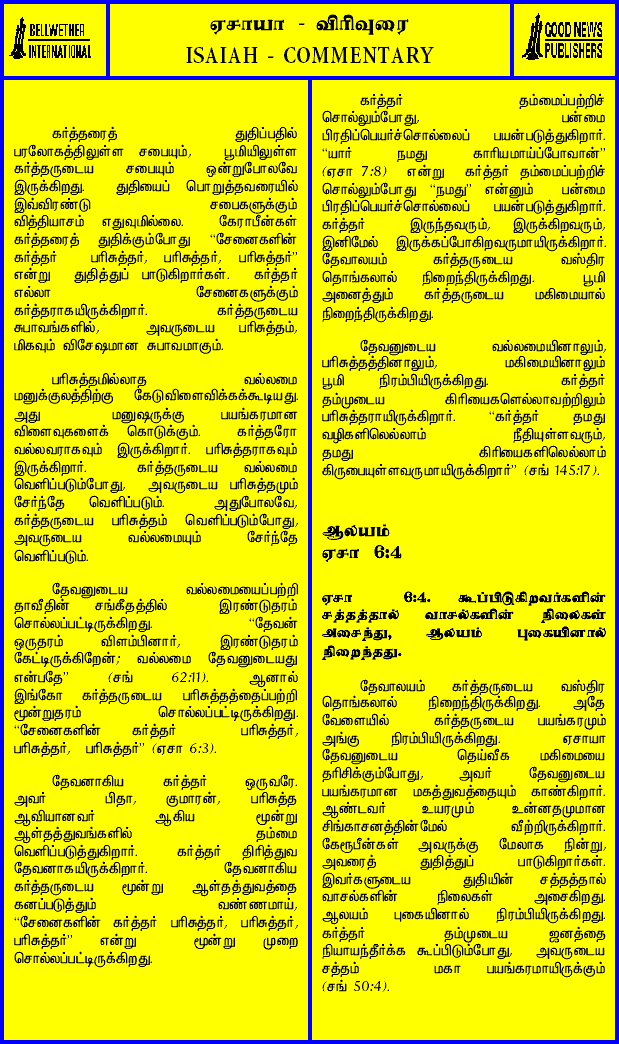 BELLWETHER
INTERNATIONAL
ஏசாயா - விரிவுரை
ISAIAH - COMMENTARY
GOOD NEWS
PUBLISHERS
கர்த்தரைத் துதிப்பதில்
பரலோகத்திலுள்ள சபையும், பூமியிலுள்ள
கர்த்தருடைய சபையும் ஒன்றுபோலவே
இருக்கிறது. துதியைப் பொறுத்தவரையில்
இவ்விரண்டு சபைகளுக்கும்
வித்தியாசம் எதுவுமில்லை. கேராபீன்கள்
கர்த்தரைத் துதிக்கும்போது “சேனைகளின்
கர்த்தர் பரிசுத்தர், பரிசுத்தர், பரிசுத்தர்”
என்று துதித்துப் பாடுகிறார்கள். கர்த்தர்
எல்லா சேனைகளுக்கும்
கர்த்தராகயிருக்கிறார். கர்த்தருடைய
சுபாவங்களில், அவருடைய பரிசுத்தம்,
மிகவும் விசேஷமான சுபாவமாகும்.
பரிசுத்தமில்லாத வல்லமை
மனுக்குலத்திற்கு கேடுவிளைவிக்கக்கூடியது.
அது மனுஷருக்கு பயங்கரமான
விளைவுகளைக் கொடுக்கும். கர்த்தரோ
வல்லவராகவும் இருக்கிறார். பரிசுத்தராகவும்
இருக்கிறார். கர்த்தருடைய வல்லமை
வெளிப்படும்போது, அவருடைய பரிசுத்தமும்
சேர்ந்தே வெளிப்படும். அதுபோலவே,
கர்த்தருடைய பரிசுத்தம் வெளிப்படும்போது,
அவருடைய வல்லமையும் சேர்ந்தே
வெளிப்படும்.
தேவனுடைய வல்லமையைப்பற்றி
தாவீதின் சங்கீதத்தில் இரண்டுதரம்
சொல்லப்பட்டிருக்கிறது. “தேவன்
ஒருதரம் விளம்பினார், இரண்டுதரம்
கேட்டிருக்கிறேன்; வல்லமை தேவனுடையது
என்பதே” (சங் 62:11). ஆனால்
இங்கோ கர்த்தருடைய பரிசுத்தத்தைப்பற்றி
மூன்றுதரம் சொல்லப்பட்டிருக்கிறது.
“சேனைகளின் கர்த்தர் பரிசுத்தர்,
பரிசுத்தர், பரிசுத்தர்” (ஏசா 6:3).
தேவனாகிய கர்த்தர் ஒருவரே.
அவர் பிதா, குமாரன், பரிசுத்த
ஆவியானவர் ஆகிய மூன்று
ஆள்தத்துவங்களில் தம்மை
வெளிப்படுத்துகிறார். கர்த்தர் திரித்துவ
தேவனாகயிருக்கிறார். தேவனாகிய
கர்த்தருடைய மூன்று ஆள்தத்துவத்தை
கனப்படுத்தும் வண்ணமாய்,
“சேனைகளின் கர்த்தர் பரிசுத்தர், பரிசுத்தர்,
பரிசுத்தர்” என்று மூன்று முறை
சொல்லப்பட்டிருக்கிறது.
கர்த்தர் தம்மைப்பற்றிச்
சொல்லும்போது, பன்மை
பிரதிப்பெயர்ச்சொல்லைப் பயன்படுத்துகிறார்.
“யார் நமது காரியமாய்ப்போவான்”
(ஏசா 7:8) என்று கர்த்தர் தம்மைப்பற்றிச்
சொல்லும்போது “நமது” என்னும் பன்மை
பிரதிப்பெயர்ச்சொல்லைப் பயன்படுத்துகிறார்.
கர்த்தர் இருந்தவரும், இருக்கிறவரும்,
இனிமேல் இருக்கப்போகிறவருமாயிருக்கிறார்.
தேவாலயம் கர்த்தருடைய வஸ்திர
தொங்கலால் நிறைந்திருக்கிறது. பூமி
அனைத்தும் கர்த்தருடைய மகிமையால்
நிறைந்திருக்கிறது.
தேவனுடைய வல்லமையினாலும்,
பரிசுத்தத்தினாலும், மகிமையினாலும்
பூமி நிரம்பியிருக்கிறது. கர்த்தர்
தம்முடைய கிரியைகளெல்லாவற்றிலும்
பரிசுத்தராயிருக்கிறார். “கர்த்தர் தமது
வழிகளிலெல்லாம் நீதியுள்ளவரும்,
தமது கிரியைகளிலெல்லாம்
கிருபையுள்ளவருமாயிருக்கிறார்” (சங் 145:17).
ஆலயம்
ஏசா 6:4
ஏசா 6:4. கூப்பிடுகிறவர்களின்
சத்தத்தால் வாசல்களின் நிலைகள்
அசைந்து, ஆலயம் புகையினால்
நிறைந்தது.
தேவாலயம் கர்த்தருடைய வஸ்திர
தொங்கலால் நிறைந்திருக்கிறது. அதே
வேளையில் கர்த்தருடைய பயங்கரமும்
அங்கு நிரம்பியிருக்கிறது. ஏசாயா
தேவனுடைய தெய்வீக மகிமையை
தரிசிக்கும்போது, அவர் தேவனுடைய
பயங்கரமான மகத்துவத்தையும் காண்கிறார்.
ஆண்டவர் உயரமும் உன்னதமுமான
சிங்காசனத்தின்மேல் வீற்றிருக்கிறார்.
கேரூபீன்கள் அவருக்கு மேலாக நின்று,
அவரைத் துதித்துப் பாடுகிறார்கள்.
இவர்களுடைய துதியின் சத்தத்தால்
வாசல்களின் நிலைகள் அசைகிறது.
ஆலயம் புகையினால் நிரம்பியிருக்கிறது.
கர்த்தர் தம்முடைய ஜனத்தை
நியாயந்தீர்க்க கூப்பிடும்போது, அவருடைய
சத்தம் மகா பயங்கரமாயிருக்கும்
(சங் 50:4).